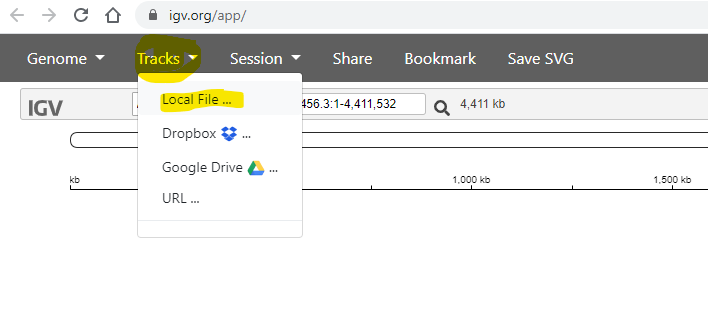 igv.org/app/
Genome Tracks Session Share Bookmark Save SVG
Local File ...
IGV 456.3:1-4,411,532 4,411 kb
Dropbox ...
Google Drive ...
kb 1,000 kb 1,500 kb
URL ...